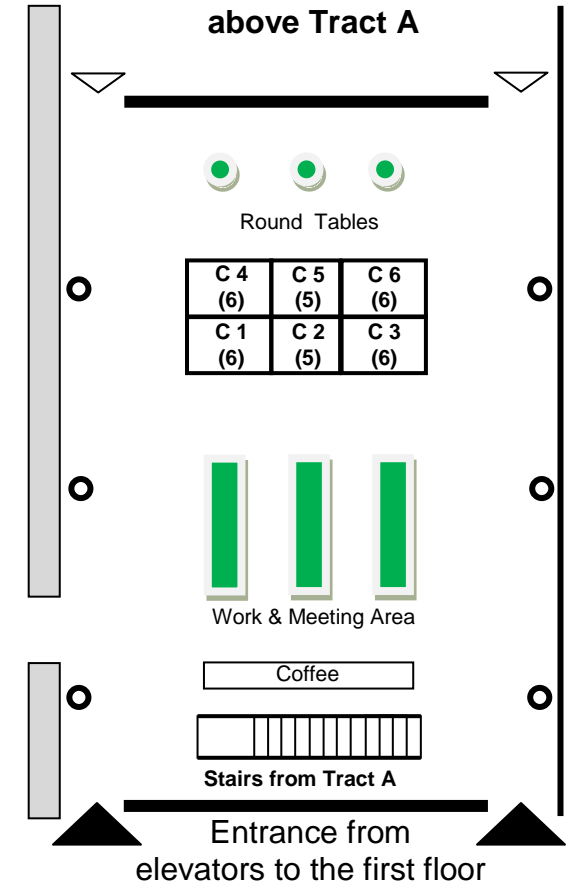 above Tract A
Round Tables
C 4 C 5 C 6
(6) (5) (6)
C 1 C 2 C 3
(6) (5) (6)
Work & Meeting Area
Coffee
Stairs from Tract A
Entrance from
elevators to the first floor